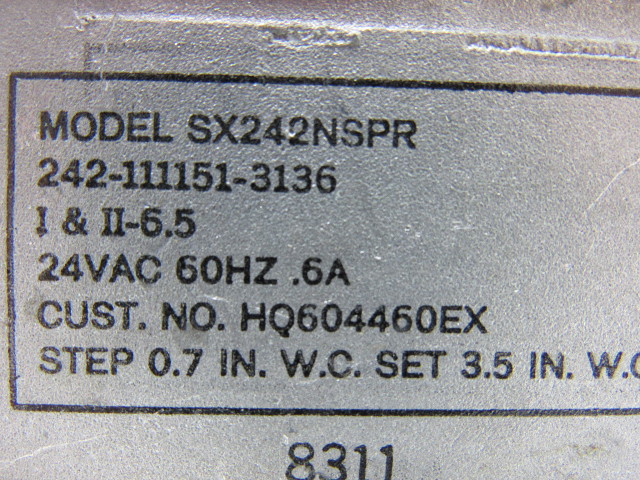 MODEL SX242NSPR
242-111151-3136
I & II-6.5
24VAC 60HZ .6A
CUST. NO. HQ604460EX
STEP 0.7 IN. W.C. SET 3.5 IN. W.C
8311